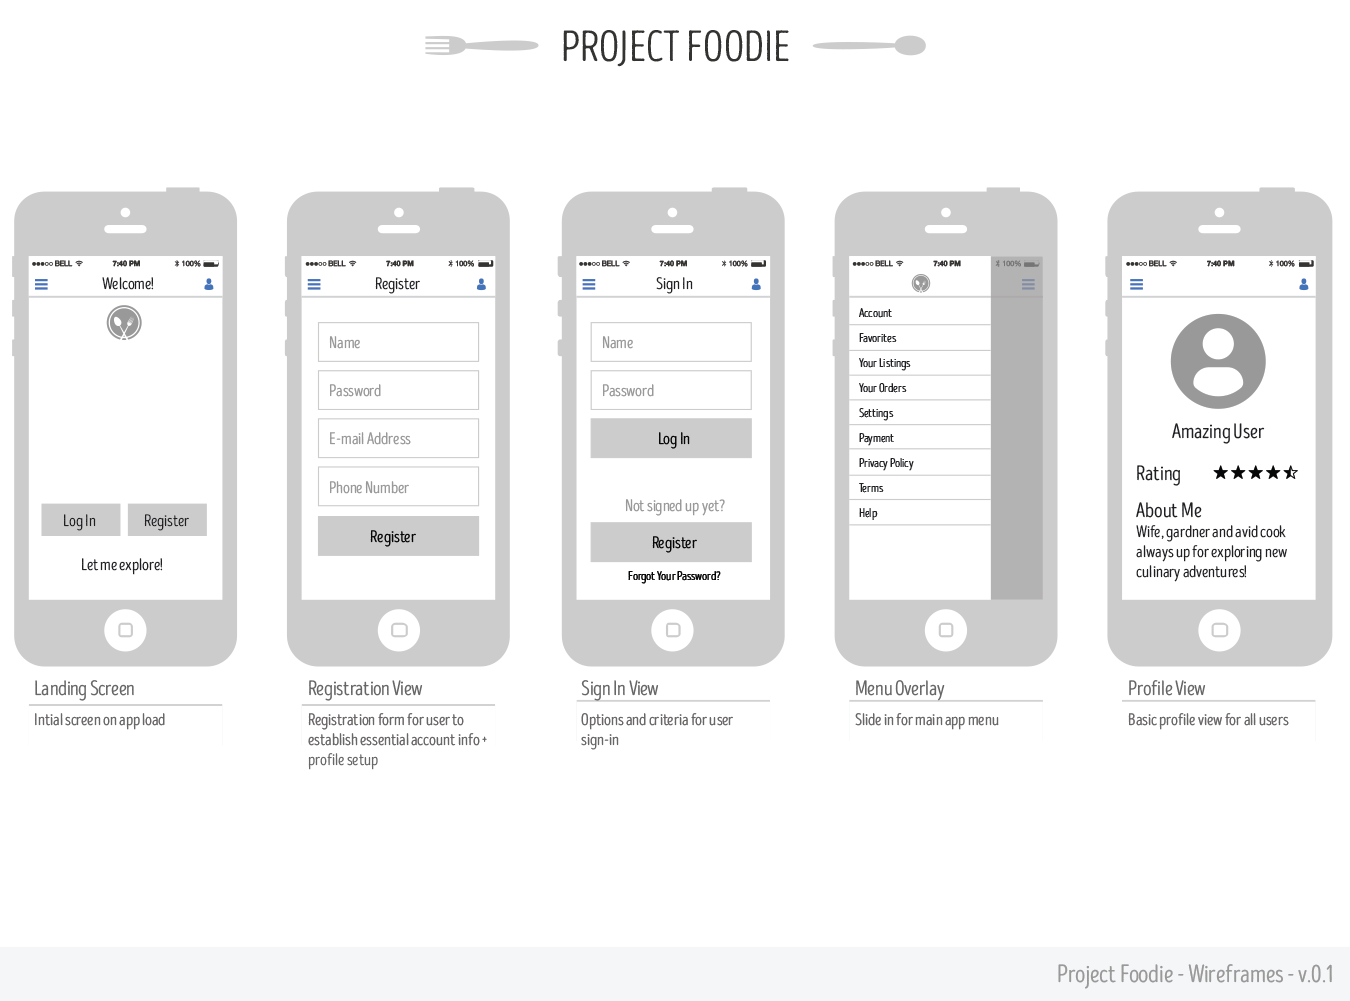 PROJECT FOODIE
BELL 7:40 PM 100%
Welcome!
Log In
Register
Let me explore!
Landing Screen
Intial screen on app load
BELL 7:40 PM 100%
Register
Name
Password
E-mail Address
Phone Number
Register
Registration View
Registration form for user to
establish essential account info +
profile setup
BELL 7:40 PM 100%
Sign In
Name
Password
Log In
Not signed up yet?
Register
Forgot Your Password?
Sign In View
Options and criteria for user
sign-in
BELL 7:40 PM 100%
Account
Favorites
Your Listings
Your Orders
Settings
Payment
Privacy Policy
Terms
Help
Menu Overlay
Slide in for main app menu
BELL 7:40 PM 100%
Amazing User
Rating
About Me
Wife, gardner and avid cook
always up for exploring new
culinary adventures!
Profile View
Basic profile view for all users
Project Foodie - Wireframes - v.0.1